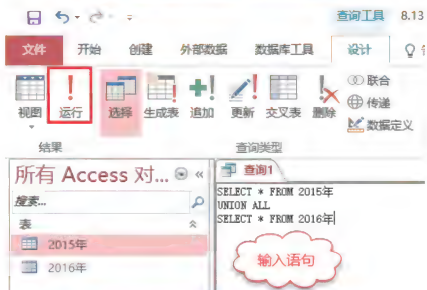 查询工具 8.13
文件 开始 创建 外部数据 数据库工具 设计
视图 运行 选择 生成表 追加 更新 交叉表 删除
联合
传递
数据定义
结果 查询类型
所有 Access 对... «
搜索...
表
2015年
2016年
查询1
SELECT * FROM 2015年
UNION ALL
SELECT * FROM 2016年
输入语句